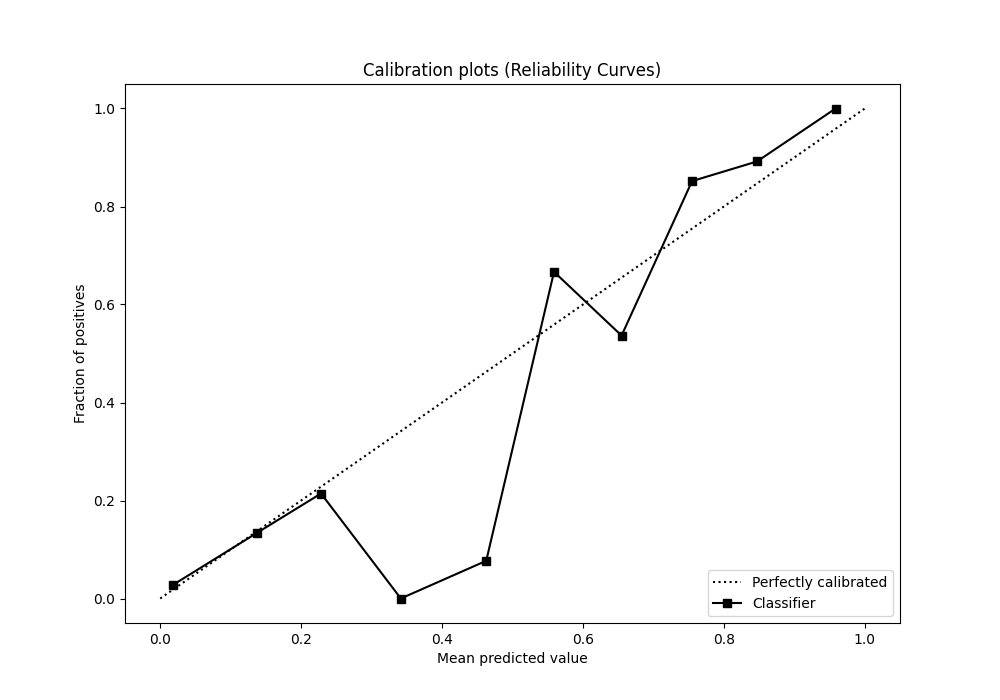 Calibration plots (Reliability Curves)
1.0
0.8
0.6
0.4
0.2
0.0
Fraction of positives
0.0 0.2 0.4 0.6 0.8 1.0
Mean predicted value
Perfectly calibrated
Classifier